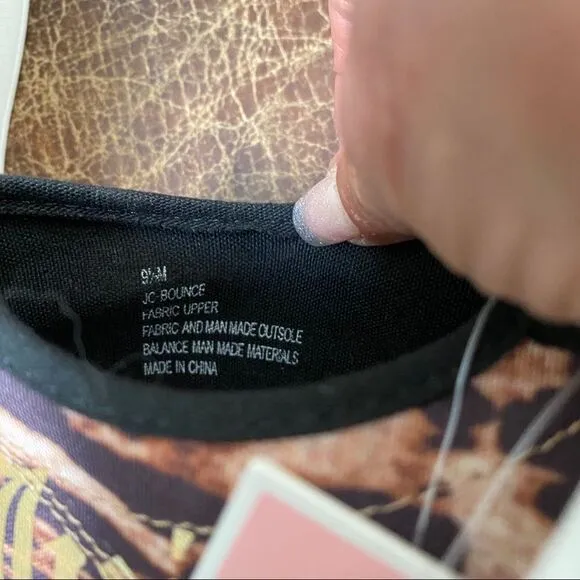 9½M
JC-BOUNCE
FABRIC UPPER
FABRIC AND MAN MADE OUTSOLE
BALANCE MAN MADE MATERIALS
MADE IN CHINA